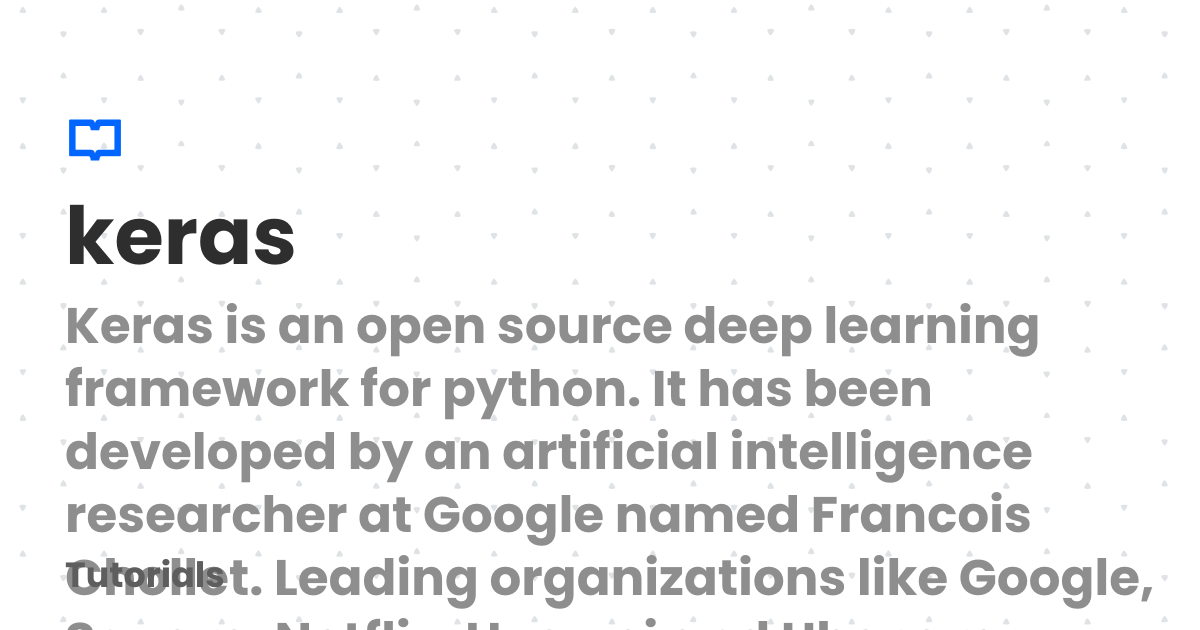 keras
Keras is an open source deep learning
framework for python. It has been
developed by an artificial intelligence
researcher at Google named Francois
Chollet. Leading organizations like Google,
Tutorials